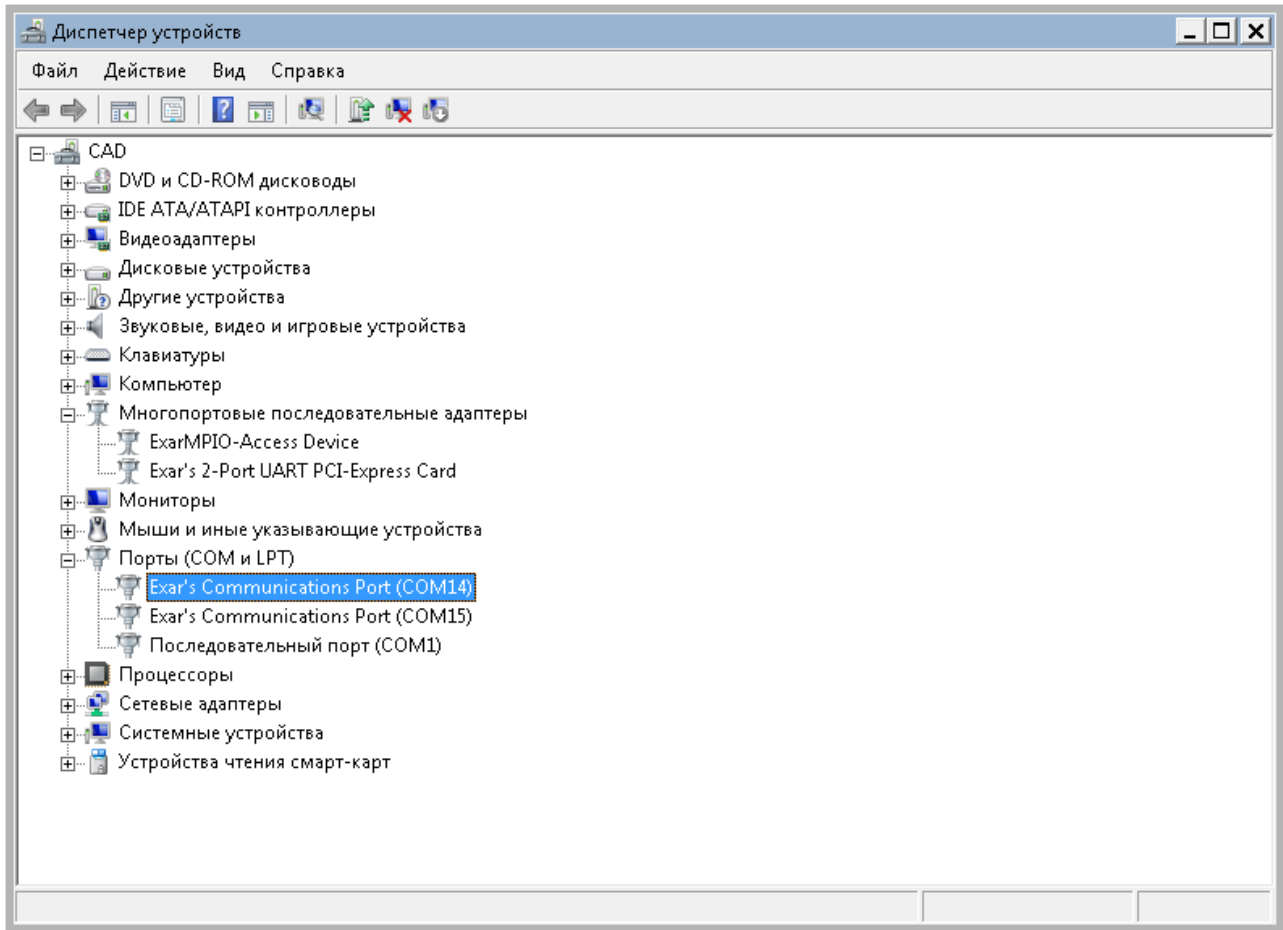 Диспетчер устройств
Файл Действие Вид Справка
CAD
DVD и CD-ROM дисководы
IDE ATA/ATAPI контроллеры
Видеоадаптеры
Дисковые устройства
Другие устройства
Звуковые, видео и игровые устройства
Клавиатуры
Компьютер
Многопортовые последовательные адаптеры
ExarMPIO-Access Device
Exar's 2-Port UART PCI-Express Card
Мониторы
Мыши и иные указывающие устройства
Порты (COM и LPT)
Exar's Communications Port (COM14)
Exar's Communications Port (COM15)
Последовательный порт (COM1)
Процессоры
Сетевые адаптеры
Системные устройства
Устройства чтения смарт-карт